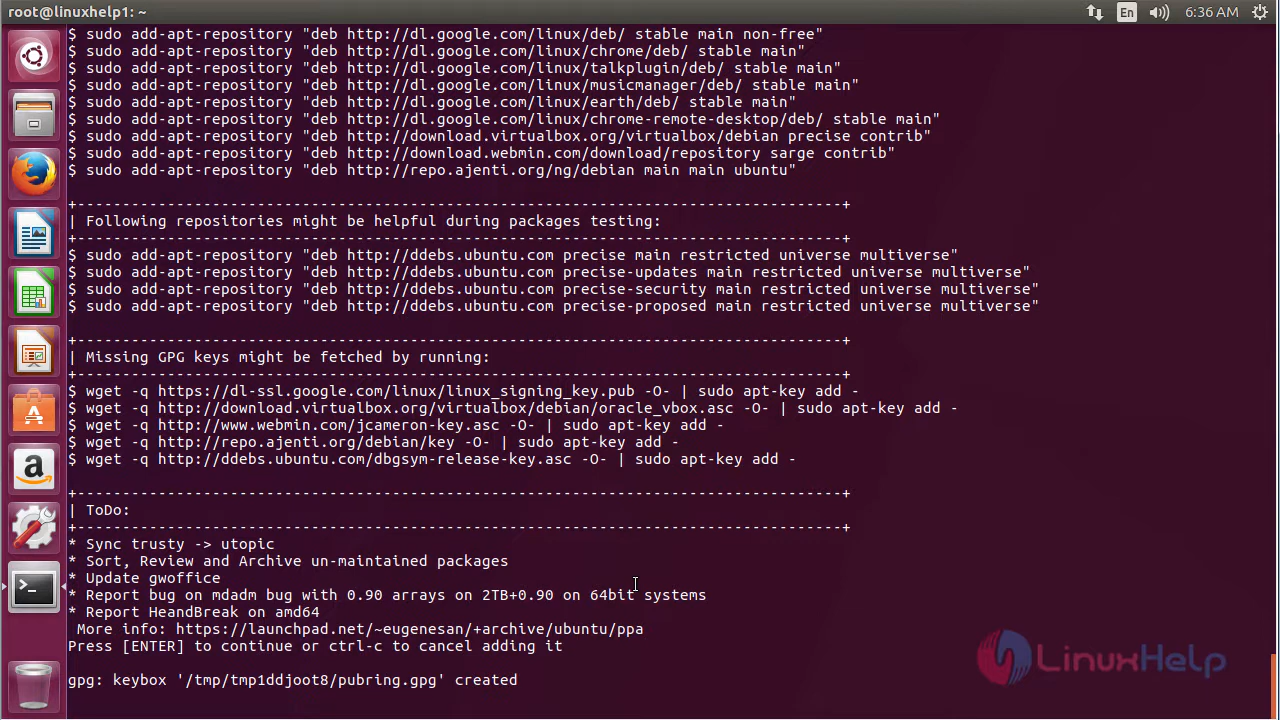 root@linuxhelp1: ~
En
6:36 AM
$ sudo add-apt-repository "deb http://dl.google.com/linux/deb/ stable main non-free"
$ sudo add-apt-repository "deb http://dl.google.com/linux/chrome/deb/ stable main"
$ sudo add-apt-repository "deb http://dl.google.com/linux/talkplugin/deb/ stable main"
$ sudo add-apt-repository "deb http://dl.google.com/linux/musicmanager/deb/ stable main"
$ sudo add-apt-repository "deb http://dl.google.com/linux/earth/deb/ stable main"
$ sudo add-apt-repository "deb http://dl.google.com/linux/chrome-remote-desktop/deb/ stable main"
$ sudo add-apt-repository "deb http://download.virtualbox.org/virtualbox/debian precise contrib"
$ sudo add-apt-repository "deb http://download.webmin.com/download/repository sarge contrib"
$ sudo add-apt-repository "deb http://repo.ajenti.org/ng/debian main main ubuntu"
+-------------------------------------------------------------------------------------+
| Following repositories might be helpful during packages testing:
+-------------------------------------------------------------------------------------+
$ sudo add-apt-repository "deb http://ddebs.ubuntu.com precise main restricted universe multiverse"
$ sudo add-apt-repository "deb http://ddebs.ubuntu.com precise-updates main restricted universe multiverse"
$ sudo add-apt-repository "deb http://ddebs.ubuntu.com precise-security main restricted universe multiverse"
$ sudo add-apt-repository "deb http://ddebs.ubuntu.com precise-proposed main restricted universe multiverse"
+-------------------------------------------------------------------------------------+
| Missing GPG keys might be fetched by running:
+-------------------------------------------------------------------------------------+
$ wget -q https://dl-ssl.google.com/linux/linux_signing_key.pub -O- | sudo apt-key add -
$ wget -q http://download.virtualbox.org/virtualbox/debian/oracle_vbox.asc -O- | sudo apt-key add -
$ wget -q http://www.webmin.com/jcameron-key.asc -O- | sudo apt-key add -
$ wget -q http://repo.ajenti.org/debian/key -O- | sudo apt-key add -
$ wget -q http://ddebs.ubuntu.com/dbgsym-release-key.asc -O- | sudo apt-key add -
+-------------------------------------------------------------------------------------+
| ToDo:
+-------------------------------------------------------------------------------------+
* Sync trusty -> utopic
* Sort, Review and Archive un-maintained packages
* Update gwoffice
* Report bug on mdadm bug with 0.90 arrays on 2TB+0.90 on 64bit systems
* Report HeandBreak on amd64
More info: https://launchpad.net/~eugenesan/+archive/ubuntu/ppa
Press [ENTER] to continue or ctrl-c to cancel adding it
gpg: keybox '/tmp/tmp1ddjoot8/pubring.gpg' created
LinuxHelp